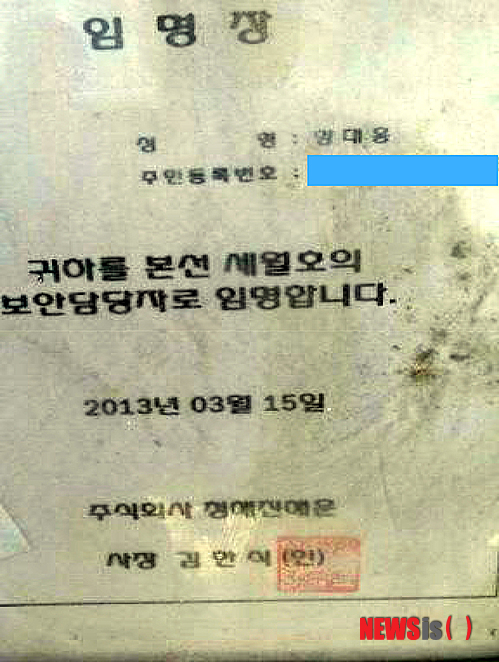 임명장
성 명 : 양대용
주민등록번호 :
귀하를 본선 세월호의
보안담당자로 임명합니다.
2013년 03월 15일
주식회사 청해진해운
사장 김한식 (인)
NEWSis( )